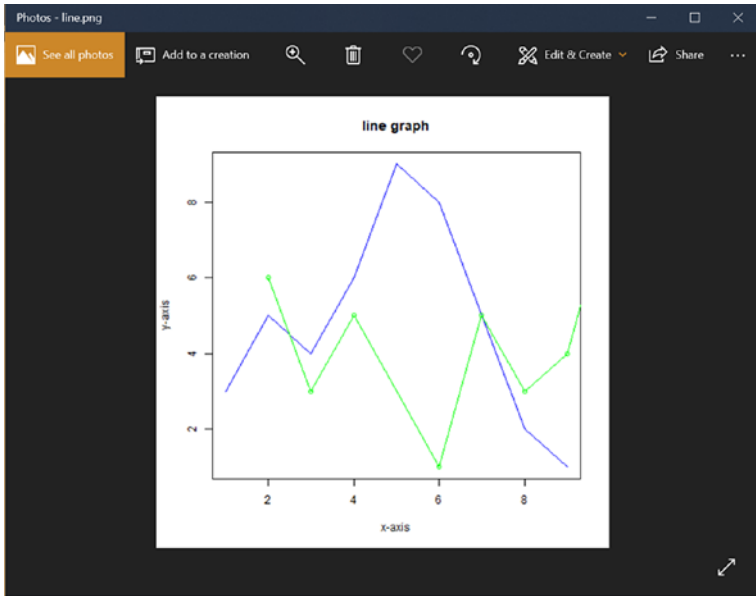 Photos - line.png
See all photos
Add to a creation
Edit & Create
Share
line graph
8
6
4
2
y-axis
2
4
6
8
x-axis